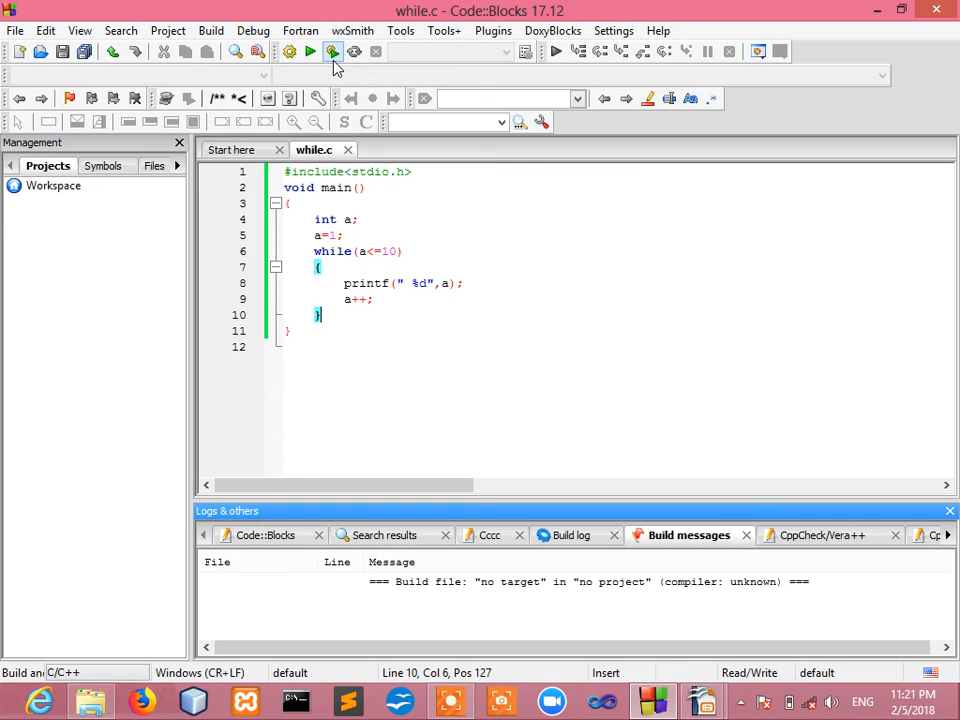 while.c - Code::Blocks 17.12
File Edit View Search Project Build Debug Fortran wxSmith Tools Tools+ Plugins DoxyBlocks Settings Help
/** *<
Aa .*
S C
Management
Start here while.c
Projects Symbols Files
Workspace
1 #include<stdio.h>
2 void main()
3 {
4 int a;
5 a=1;
6 while(a<=10)
7 {
8 printf(" %d",a);
9 a++;
10 }
11 }
12
Logs & others
Code::Blocks Search results Cccc Build log Build messages CppCheck/Vera++
File Line Message
=== Build file: "no target" in "no project" (compiler: unknown) ===
C/C++ Windows (CR+LF) default Line 10, Col 6, Pos 127 Insert Read/Write default
ENG
11:21 PM
2/5/2018